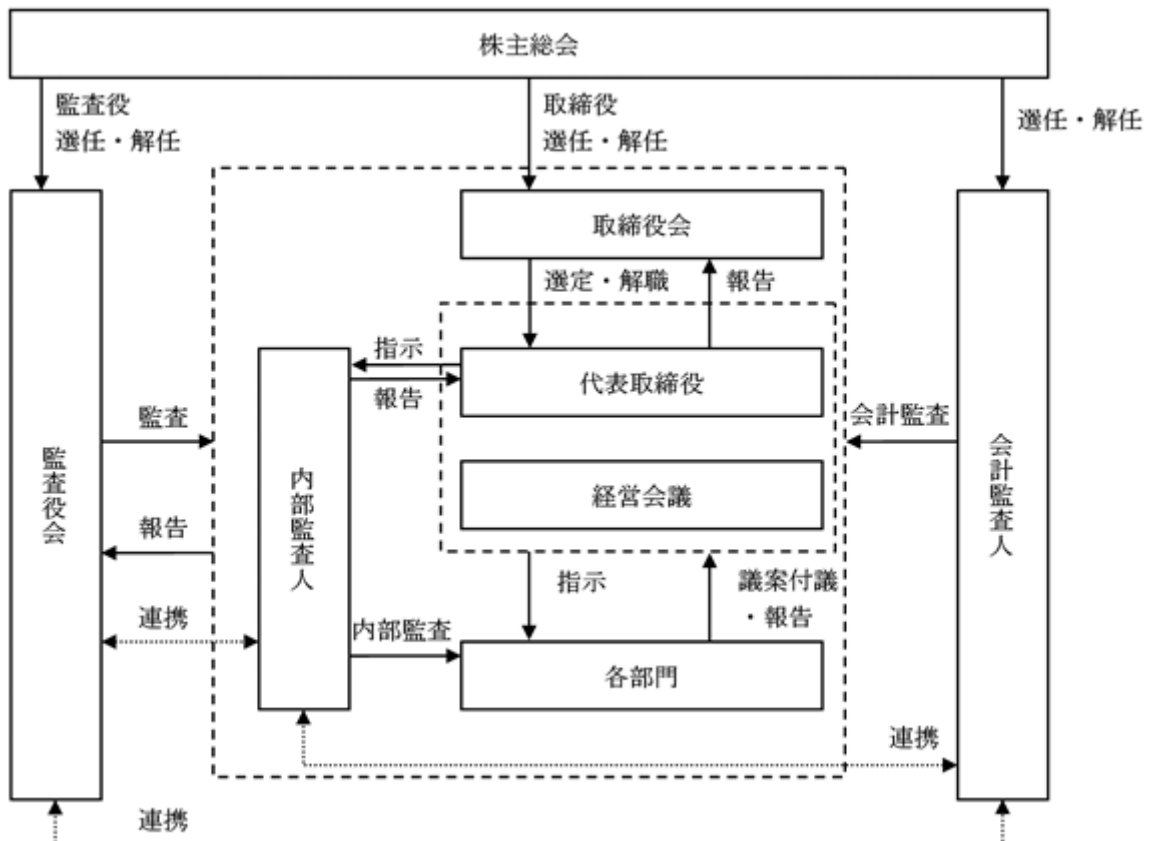 株主総会
監査役
選任・解任
取締役
選任・解任
選任・解任
取締役会
選定・解職
報告
指示
報告
代表取締役
監査
会計監査
監査役会
内部監査人
経営会議
会計監査人
報告
指示
議案付議
・報告
連携
内部監査
各部門
連携
連携